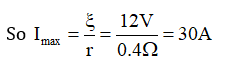 So I_max = ξ/r = 12V/0.4Ω = 30A